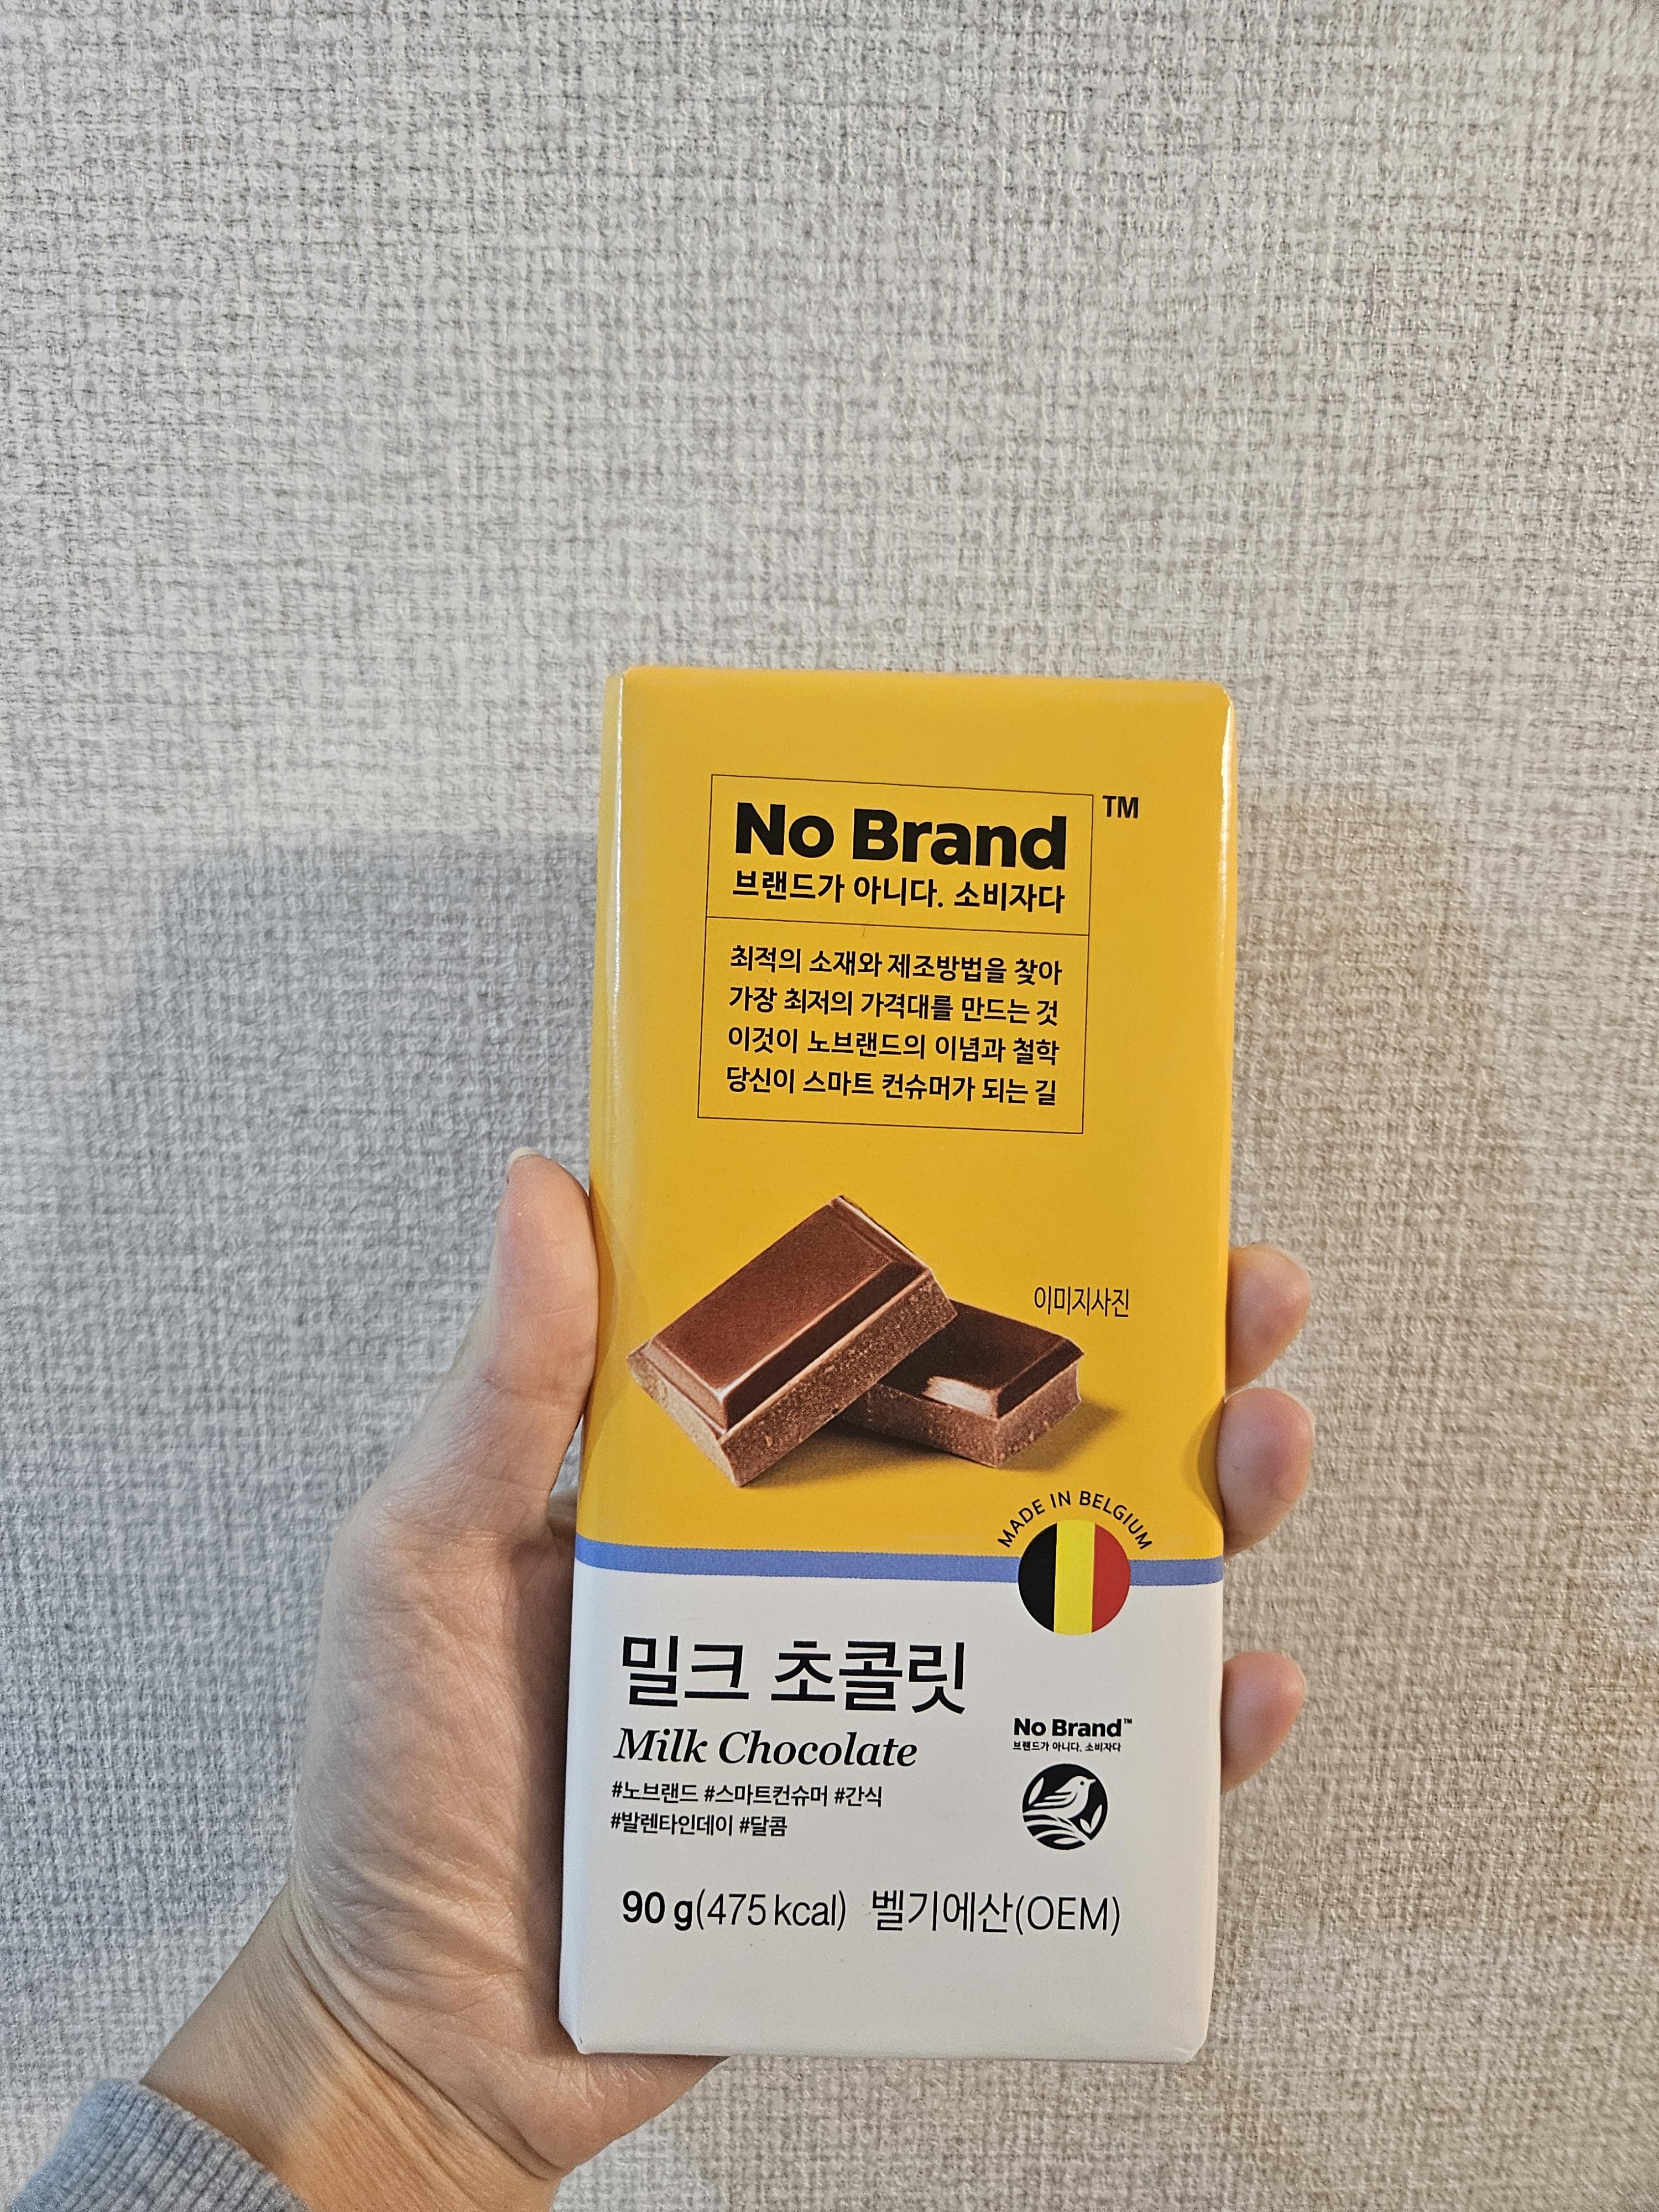 No Brand TM
브랜드가 아니다. 소비자다
최적의 소재와 제조방법을 찾아
가장 최저의 가격대를 만드는 것
이것이 노브랜드의 이념과 철학
당신이 스마트 컨슈머가 되는 길
이미지사진
MADE IN BELGIUM
밀크 초콜릿
Milk Chocolate
#노브랜드 #스마트컨슈머 #간식
#발렌타인데이 #달콤
No Brand™
브랜드가 아니다. 소비자다
90 g(475 kcal) 벨기에산(OEM)